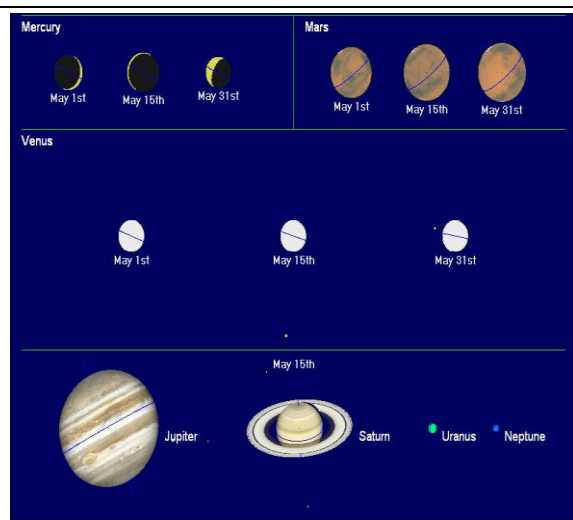 Mercury
May 1st
May 15th
May 31st
Mars
May 1st
May 15th
May 31st
Venus
May 1st
May 15th
May 31st
May 15th
Jupiter
Saturn
Uranus
Neptune